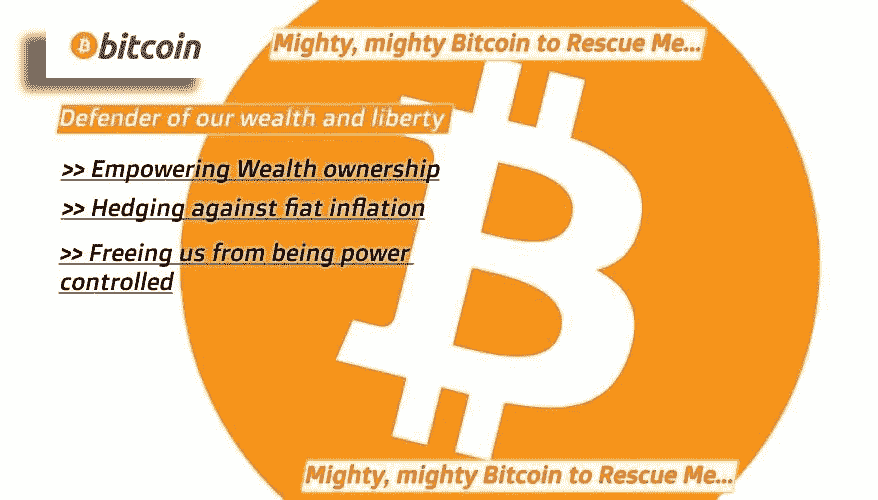 bitcoin
Mighty, mighty Bitcoin to Rescue Me...
Defender of our wealth and liberty
>> Empowering Wealth ownership
>> Hedging against fiat inflation
>> Freeing us from being power
controlled
Mighty, mighty Bitcoin to Rescue Me...